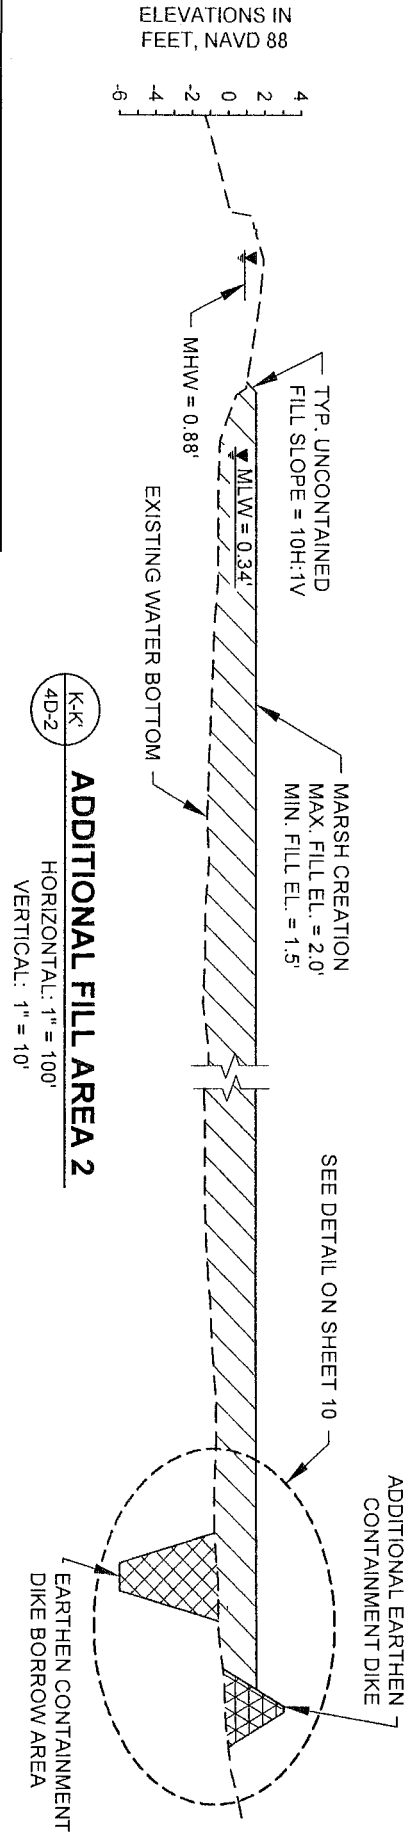 ELEVATIONS IN
FEET, NAVD 88
-6
-4
-2
0
2
4
TYP. UNCONTAINED
FILL SLOPE = 10H:1V
MHW = 0.88'
MLW = 0.34'
EXISTING WATER BOTTOM
MARSH CREATION
MAX. FILL EL. = 2.0'
MIN. FILL EL. = 1.5'
SEE DETAIL ON SHEET 10
ADDITIONAL EARTHEN
CONTAINMENT DIKE
EARTHEN CONTAINMENT
DIKE BORROW AREA
K-K'
4D-2
ADDITIONAL FILL AREA 2
HORIZONTAL: 1" = 100'
VERTICAL: 1" = 10'